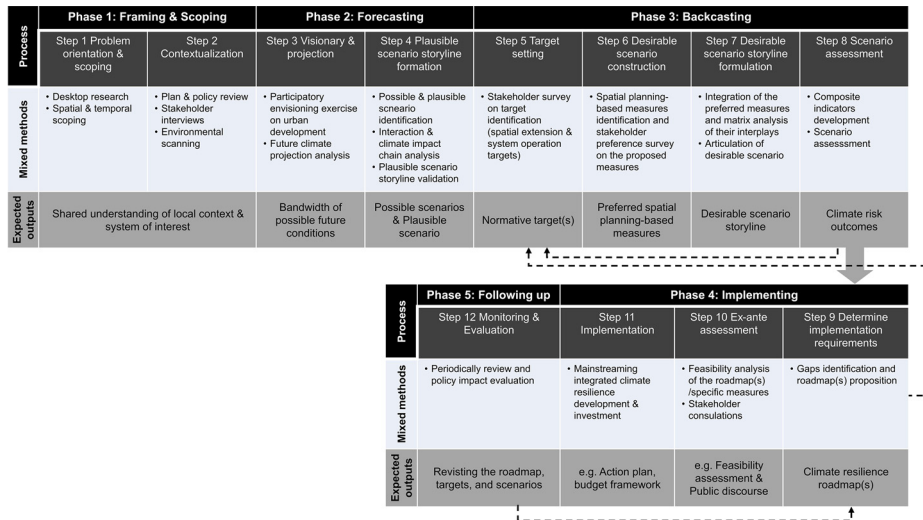 Process
Phase 1: Framing & Scoping
Phase 2: Forecasting
Phase 3: Backcasting
Step 1 Problem
orientation &
scoping
Step 2
Contextualization
Step 3 Visionary &
projection
Step 4 Plausible
scenario storyline
formation
Step 5 Target
setting
Step 6 Desirable
scenario
construction
Step 7 Desirable
scenario storyline
formulation
Step 8 Scenario
assessment
Mixed methods
• Desktop research
• Spatial & temporal
scoping
• Plan & policy review
• Stakeholder
interviews
• Environmental
scanning
• Participatory
envisioning exercise
on urban
development
• Future climate
projection analysis
• Possible & plausible
scneario
identification
• Interaction &
climate impact
chain analysis
• Plausible scenario
storyline validation
• Stakeholder survey
on target
identification
(spatial extension &
system operation
targets)
• Spatial planning-
based measures
identification and
stakeholder
preference survey
on the proposed
measures
• Integration of the
preferred measures
and matrix analysis
of their interplays
• Articulation of
desirable scenario
• Composite
indicators
development
• Scenario
assesssment
Expected
outputs
Shared understanding of local context &
system of interest
Bandwidth of
possible future
conditions
Possible scenarios
& Plausible
scenario
Normative target(s)
Preferred spatial
planning-based
measures
Desirable scenario
storyline
Climate risk
outcomes
Process
Phase 5: Following up
Phase 4: Implementing
Step 12 Monitoring &
Evaluation
Step 11
Implementation
Step 10 Ex-ante
assessment
Step 9 Determine
implementation
requirements
Mixed methods
• Periodically review and
policy impact evaluation
• Mainstreaming
integrated climate
resilience
development &
investment
• Feasibility analysis
of the roadmap(s)
/specific measures
• Stakeholder
consulations
• Gaps identification and
roadmap(s) proposition
Expected
outputs
Revisting the roadmap,
targets, and scenarios
e.g. Action plan,
budget framework
e.g. Feasibility
assessment &
Public discourse
Climate resilience
roadmap(s)